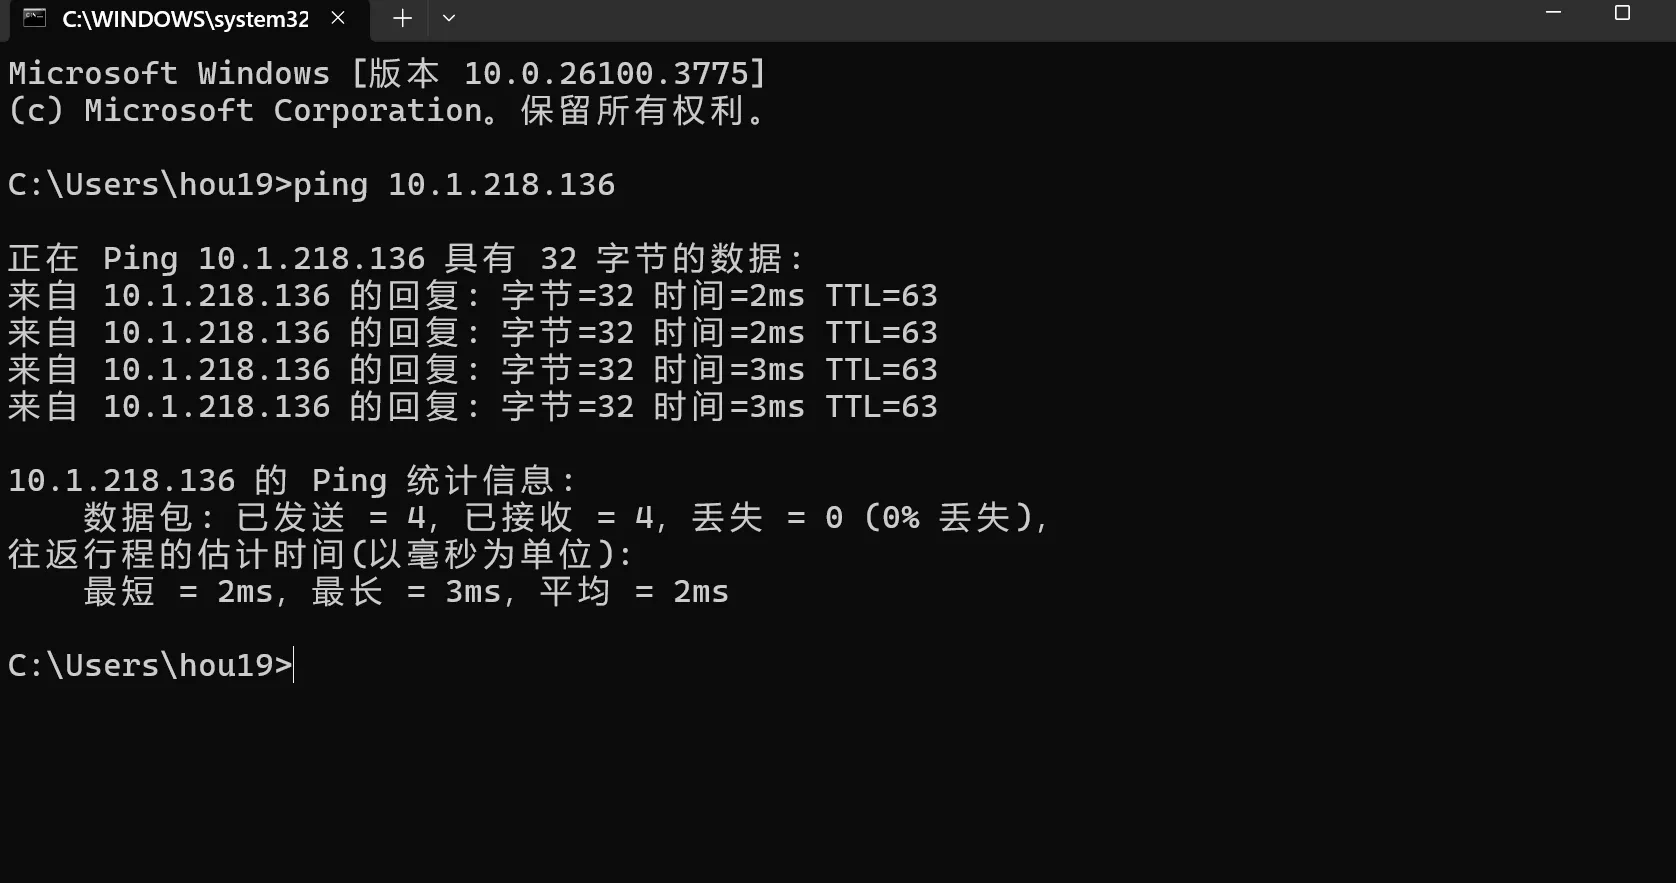 C:\WINDOWS\system32
Microsoft Windows [版本 10.0.26100.3775]
(c) Microsoft Corporation。保留所有权利。
C:\Users\hou19>ping 10.1.218.136
正在 Ping 10.1.218.136 具有 32 字节的数据:
来自 10.1.218.136 的回复: 字节=32 时间=2ms TTL=63
来自 10.1.218.136 的回复: 字节=32 时间=2ms TTL=63
来自 10.1.218.136 的回复: 字节=32 时间=3ms TTL=63
来自 10.1.218.136 的回复: 字节=32 时间=3ms TTL=63
10.1.218.136 的 Ping 统计信息:
数据包: 已发送 = 4, 已接收 = 4, 丢失 = 0 (0% 丢失),
往返行程的估计时间(以毫秒为单位):
最短 = 2ms, 最长 = 3ms, 平均 = 2ms
C:\Users\hou19>